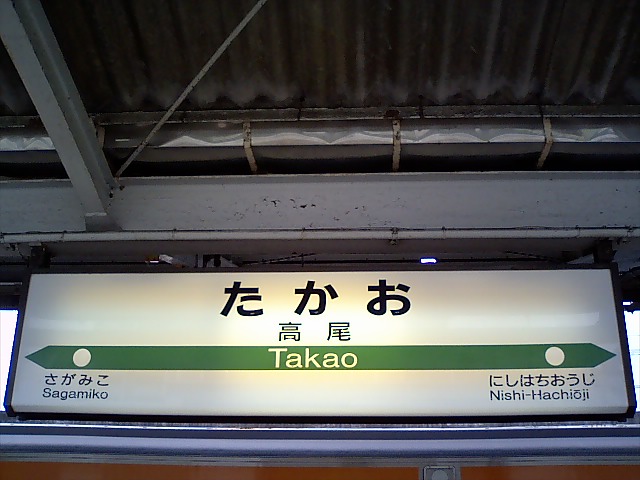 たかお
高尾
Takao
さがみこ
Sagamiko
にしはちおうじ
Nishi-Hachiōji